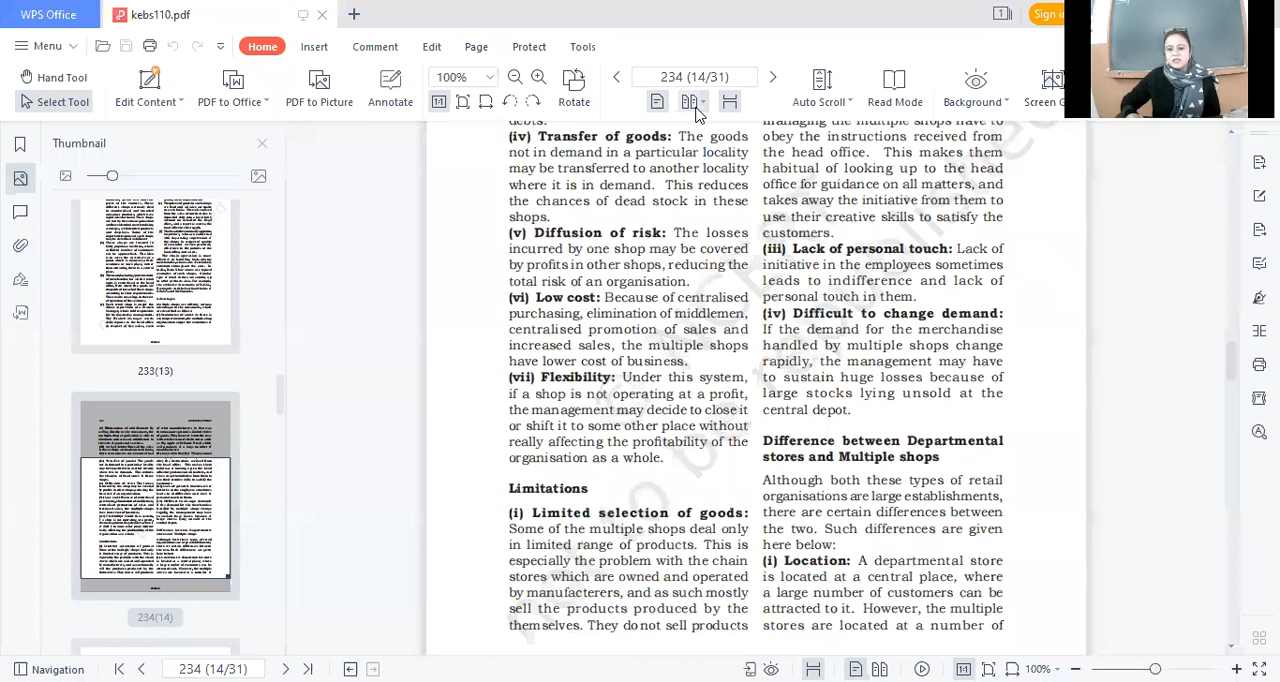 WPS Office
kebs110.pdf
1
Sign in
Menu
Home
Insert
Comment
Edit
Page
Protect
Tools
Hand Tool
Select Tool
Edit Content
PDF to Office
PDF to Picture
Annotate
100%
Rotate
234 (14/31)
Auto Scroll
Read Mode
Background
Screen G
Thumbnail
233(13)
234(14)
debts.
(iv) Transfer of goods: The goods
not in demand in a particular locality
may be transferred to another locality
where it is in demand. This reduces
the chances of dead stock in these
shops.
(v) Diffusion of risk: The losses
incurred by one shop may be covered
by profits in other shops, reducing the
total risk of an organisation.
(vi) Low cost: Because of centralised
purchasing, elimination of middlemen,
centralised promotion of sales and
increased sales, the multiple shops
have lower cost of business.
(vii) Flexibility: Under this system,
if a shop is not operating at a profit,
the management may decide to close it
or shift it to some other place without
really affecting the profitability of the
organisation as a whole.
Limitations
(i) Limited selection of goods:
Some of the multiple shops deal only
in limited range of products. This is
especially the problem with the chain
stores which are owned and operated
by manufacterers, and as such mostly
sell the products produced by the
themselves. They do not sell products
managing the multiple shops have to
obey the instructions received from
the head office. This makes them
habitual of looking up to the head
office for guidance on all matters, and
takes away the initiative from them to
use their creative skills to satisfy the
customers.
(iii) Lack of personal touch: Lack of
initiative in the employees sometimes
leads to indifference and lack of
personal touch in them.
(iv) Difficult to change demand:
If the demand for the merchandise
handled by multiple shops change
rapidly, the management may have
to sustain huge losses because of
large stocks lying unsold at the
central depot.
Difference between Departmental
stores and Multiple shops
Although both these types of retail
organisations are large establishments,
there are certain differences between
the two. Such differences are given
here below:
(i) Location: A departmental store
is located at a central place, where
a large number of customers can be
attracted to it. However, the multiple
stores are located at a number of
Navigation
234 (14/31)
100%